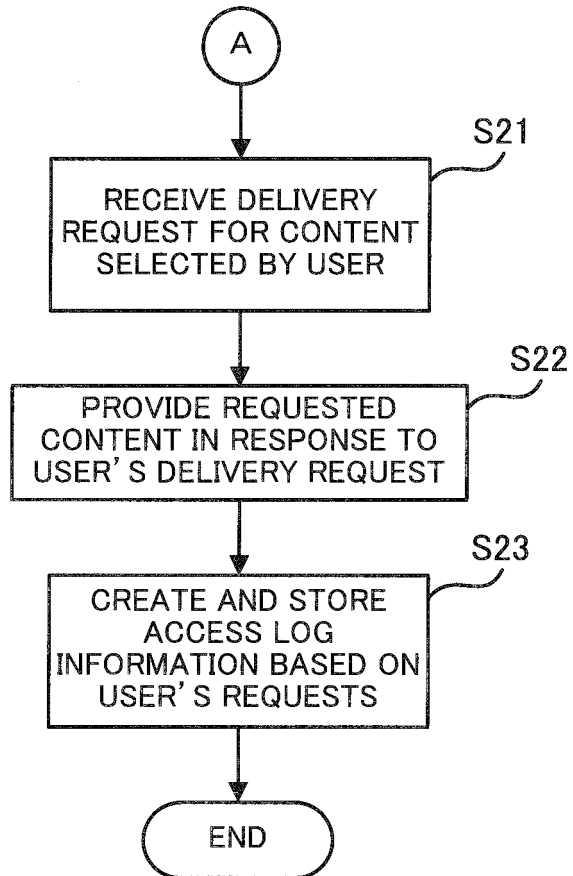 A
S21
RECEIVE DELIVERY
REQUEST FOR CONTENT
SELECTED BY USER
S22
PROVIDE REQUESTED
CONTENT IN RESPONSE TO
USER'S DELIVERY REQUEST
S23
CREATE AND STORE
ACCESS LOG
INFORMATION BASED ON
USER'S REQUESTS
END